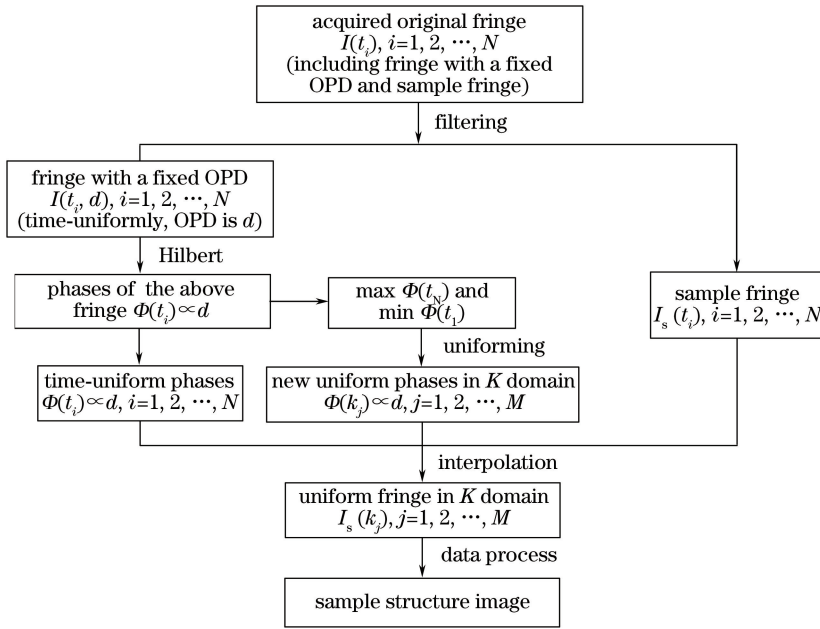 acquired original fringe
I(tᵢ), i=1, 2, …, N
(including fringe with a fixed
OPD and sample fringe)
filtering
fringe with a fixed OPD
I(tᵢ, d), i=1, 2, …, N
(time-uniformly, OPD is d)
Hilbert
phases of the above
fringe Φ(tᵢ)∝d
max Φ(t_N) and
min Φ(t₁)
sample fringe
Iₛ (tᵢ), i=1, 2, …, N
uniforming
time-uniform phases
Φ(tᵢ)∝d, i=1, 2, …, N
new uniform phases in K domain
Φ(kⱼ)∝d, j=1, 2, …, M
interpolation
uniform fringe in K domain
Iₛ (kⱼ), j=1, 2, …, M
data process
sample structure image